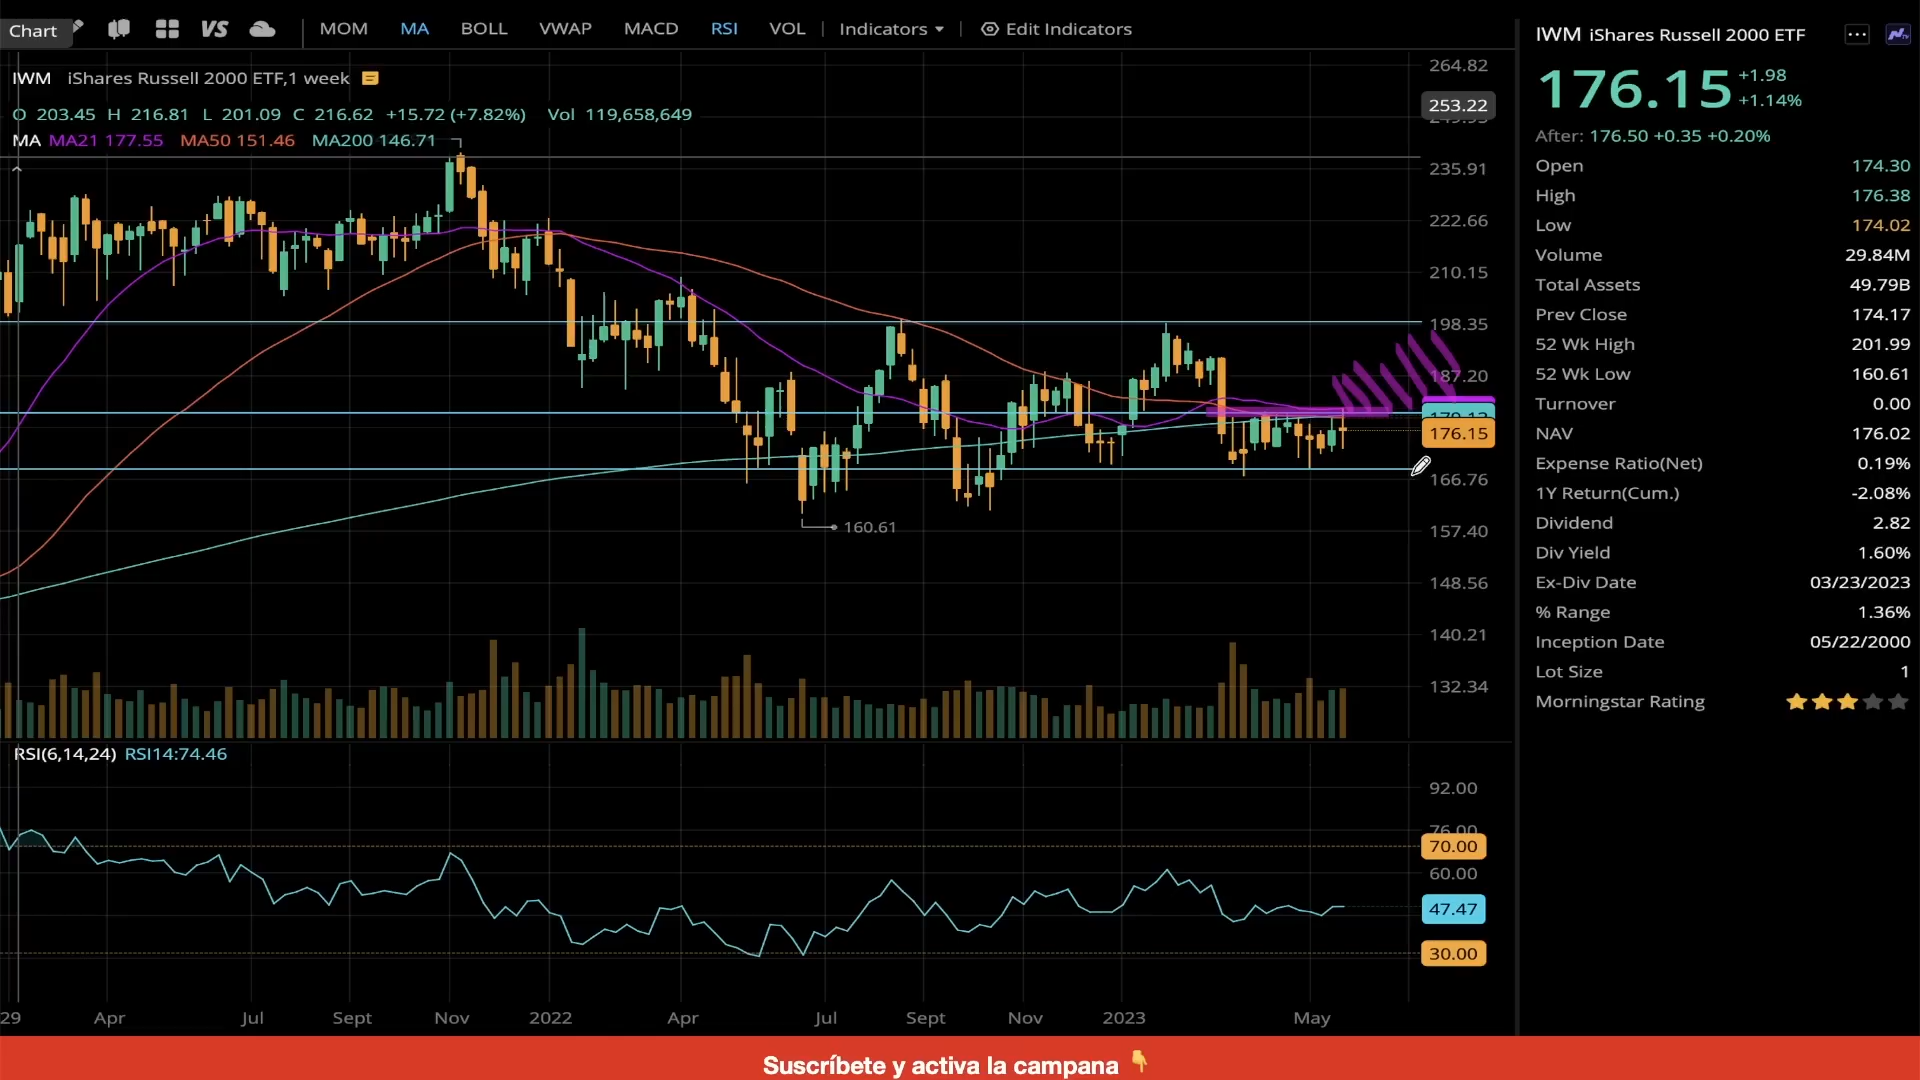 Chart VS MOM MA BOLL VWAP MACD RSI VOL Indicators Edit Indicators
IWM iShares Russell 2000 ETF,1 week
O 203.45 H 216.81 L 201.09 C 216.62 +15.72 (+7.82%) Vol 119,658,649
MA MA21 177.55 MA50 151.46 MA200 146.71
264.82
253.22
235.91
222.66
210.15
198.35
187.20
176.15
166.76
157.40
148.56
140.21
132.34
160.61
RSI(6,14,24) RSI14:74.46
92.00
76.00
70.00
60.00
47.47
30.00
29 Apr Jul Sept Nov 2022 Apr Jul Sept Nov 2023 May
IWM iShares Russell 2000 ETF
176.15 +1.98
+1.14%
After: 176.50 +0.35 +0.20%
Open 174.30
High 176.38
Low 174.02
Volume 29.84M
Total Assets 49.79B
Prev Close 174.17
52 Wk High 201.99
52 Wk Low 160.61
Turnover 0.00
NAV 176.02
Expense Ratio(Net) 0.19%
1Y Return(Cum.) -2.08%
Dividend 2.82
Div Yield 1.60%
Ex-Div Date 03/23/2023
% Range 1.36%
Inception Date 05/22/2000
Lot Size 1
Morningstar Rating
Suscríbete y activa la campana